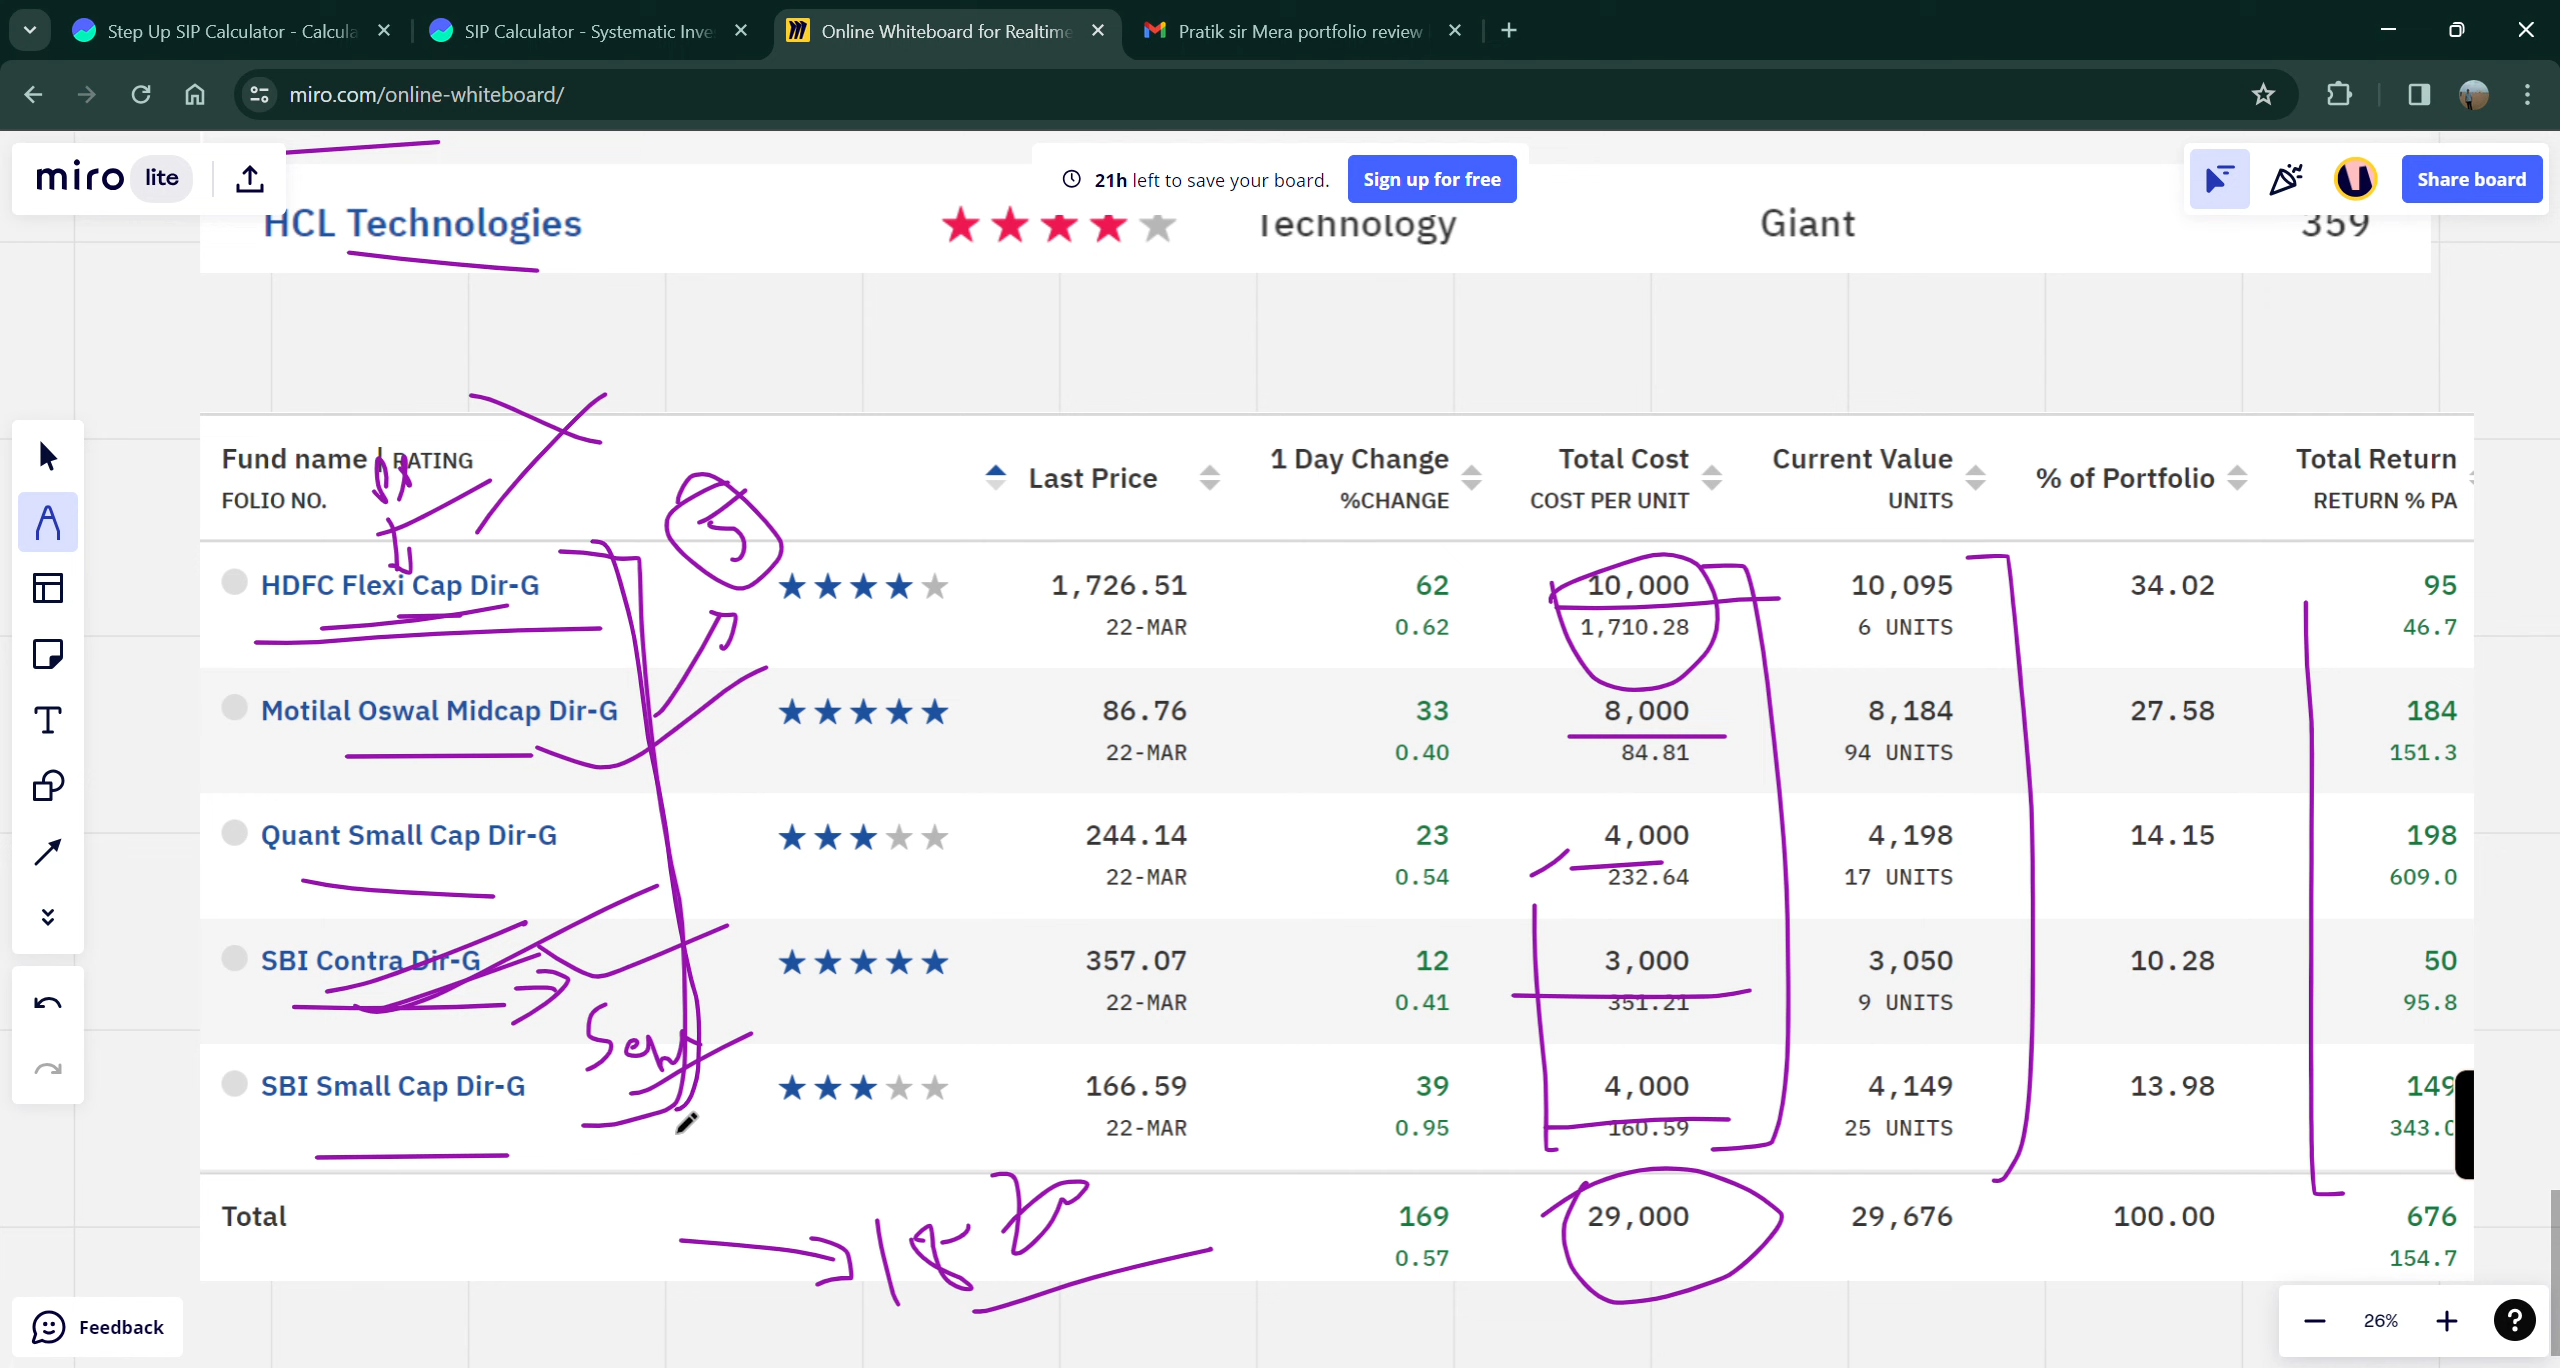 Step Up SIP Calculator - Calcula
SIP Calculator - Systematic Inve
Online Whiteboard for Realtime
Pratik sir Mera portfolio review
miro.com/online-whiteboard/
miro lite
21h left to save your board.
Sign up for free
Share board
HCL Technologies Technology Giant 359
Fund name | RATING Last Price 1 Day Change Total Cost Current Value % of Portfolio Total Return
FOLIO NO. %CHANGE COST PER UNIT UNITS RETURN % PA
5
HDFC Flexi Cap Dir-G 1,726.51 62 10,000 10,095 34.02 95
22-MAR 0.62 1,710.28 6 UNITS 46.7
Motilal Oswal Midcap Dir-G 86.76 33 8,000 8,184 27.58 184
22-MAR 0.40 84.81 94 UNITS 151.3
Quant Small Cap Dir-G 244.14 23 4,000 4,198 14.15 198
22-MAR 0.54 232.64 17 UNITS 609.0
SBI Contra Dir-G 357.07 12 3,000 3,050 10.28 50
22-MAR 0.41 351.21 9 UNITS 95.8
SBI Small Cap Dir-G 166.59 39 4,000 4,149 13.98 149
22-MAR 0.95 160.59 25 UNITS 343.0
Total 169 29,000 29,676 100.00 676
0.57 154.7
Feedback
26%